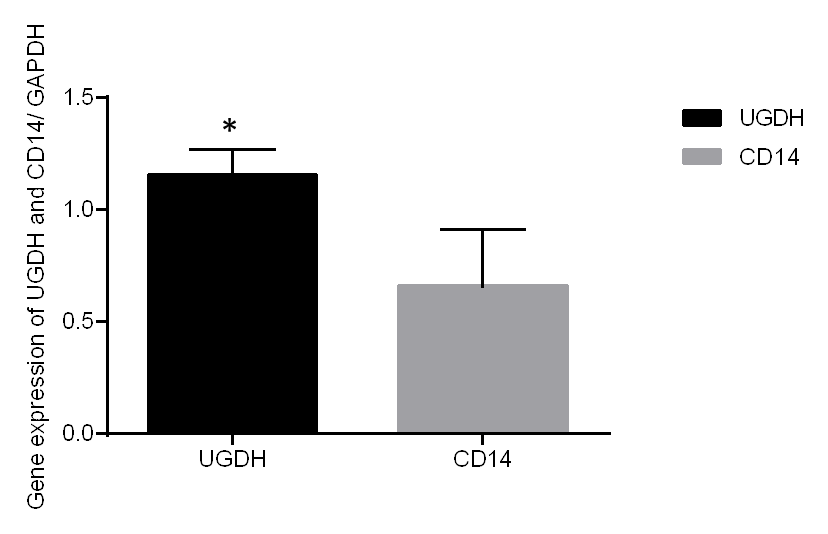 Gene expression of UGDH and CD14/ GAPDH
1.5
1.0
0.5
0.0
*
UGDH
CD14
UGDH
CD14